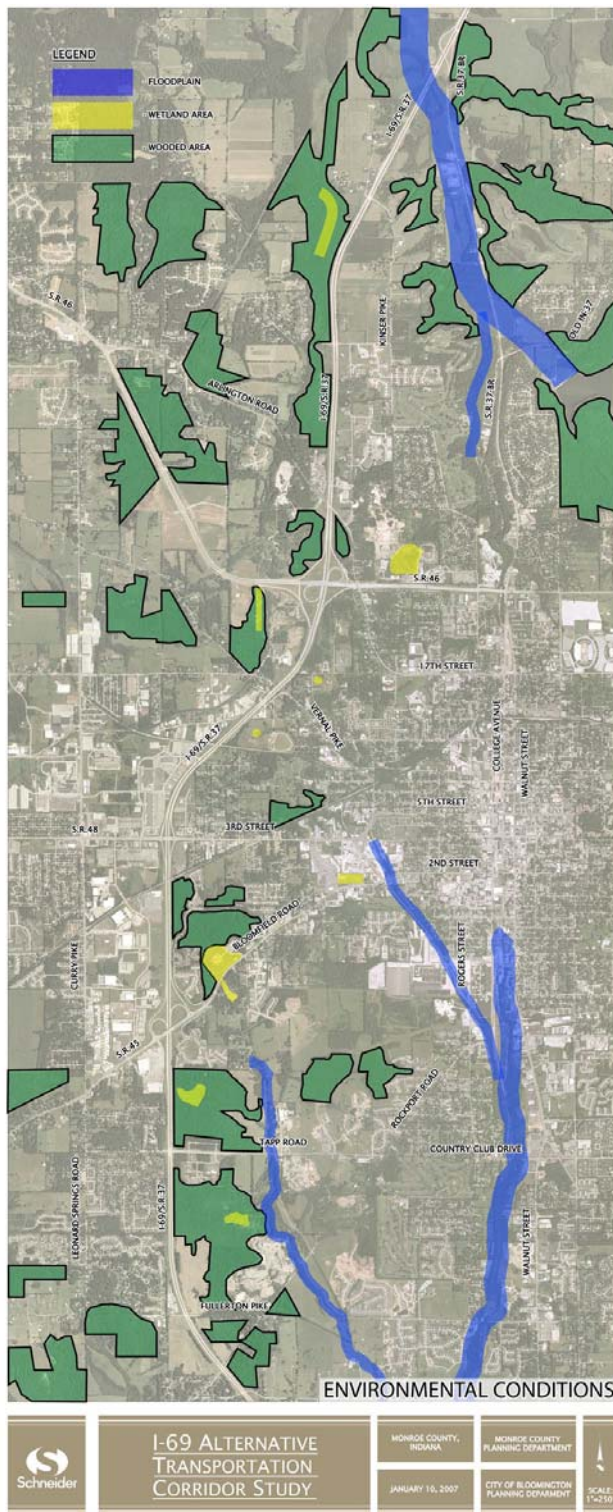 LEGEND
FLOODPLAIN
WETLAND AREA
WOODED AREA
I-69/S.R.37
S.R.37-BR
S.R.46
KINSER PIKE
OLD IN-37
ARLINGTON ROAD
I-69/S.R.37
S.R.37-BR
S.R.46
17TH STREET
VERNAL PIKE
I-69/S.R.37
COLLEGE AVENUE
WALNUT STREET
5TH STREET
S.R.48
3RD STREET
2ND STREET
BLOOMFIELD ROAD
ROGERS STREET
CURRY PIKE
S.R.45
ROCKPORT ROAD
TAPP ROAD
COUNTRY CLUB DRIVE
LEONARD SPRINGS ROAD
I-69/S.R.37
WALNUT STREET
FULLERTON PIKE
ENVIRONMENTAL CONDITIONS
Schneider
I-69 ALTERNATIVE
TRANSPORTATION
CORRIDOR STUDY
MONROE COUNTY,
INDIANA
MONROE COUNTY
PLANNING DEPARTMENT
JANUARY 10, 2007
CITY OF BLOOMINGTON
PLANNING DEPARMENT
SCALE